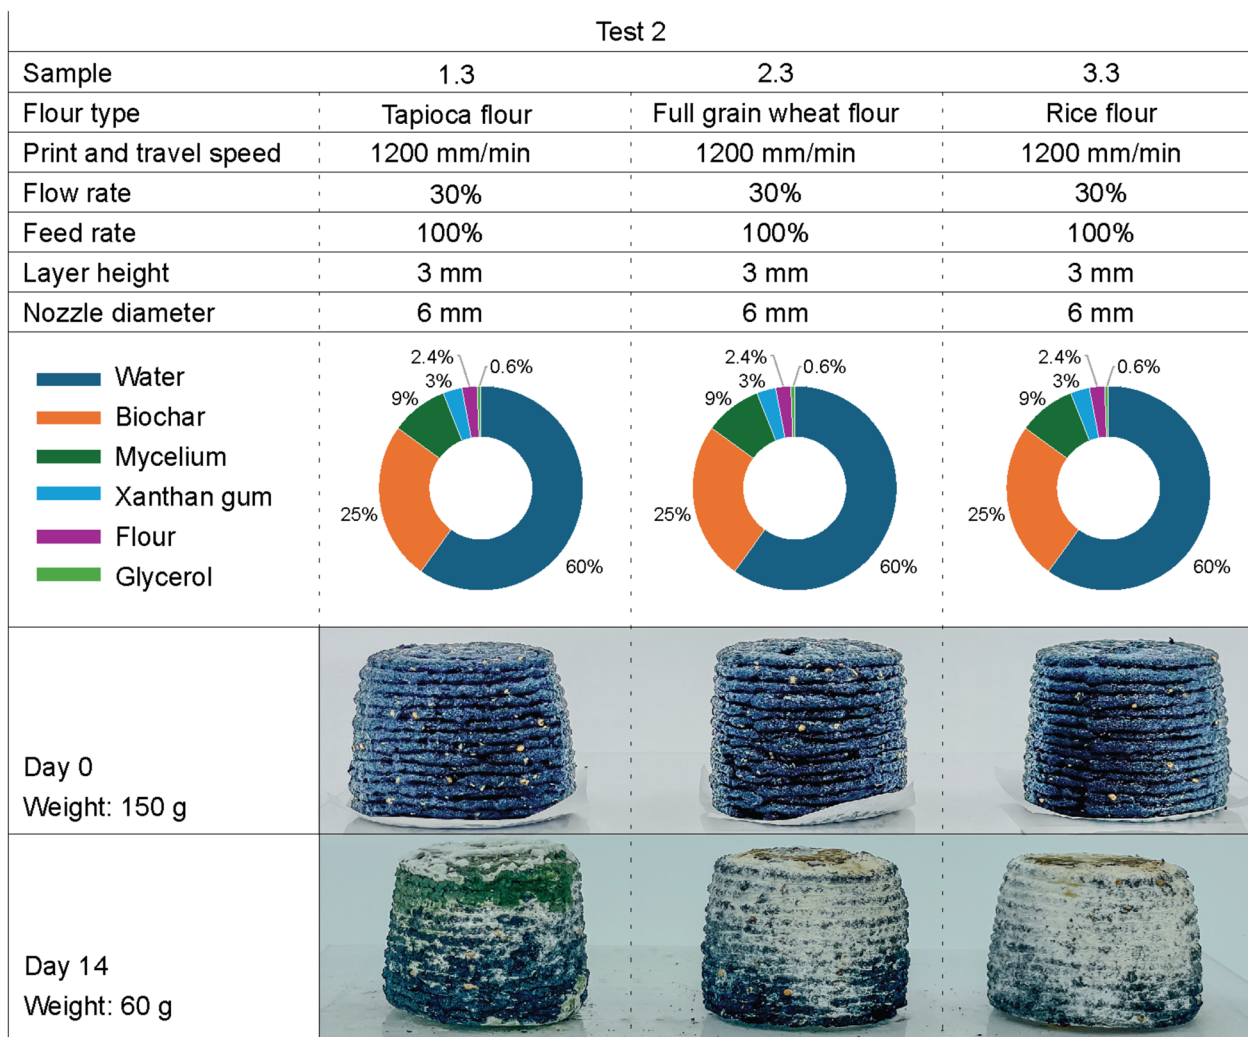 Test 2
Sample 1.3 2.3 3.3
Flour type Tapioca flour Full grain wheat flour Rice flour
Print and travel speed 1200 mm/min 1200 mm/min 1200 mm/min
Flow rate 30% 30% 30%
Feed rate 100% 100% 100%
Layer height 3 mm 3 mm 3 mm
Nozzle diameter 6 mm 6 mm 6 mm
Water
Biochar
Mycelium
Xanthan gum
Flour
Glycerol
2.4% 0.6%
3%
9%
25%
60%
2.4% 0.6%
3%
9%
25%
60%
2.4% 0.6%
3%
9%
25%
60%
Day 0
Weight: 150 g
Day 14
Weight: 60 g